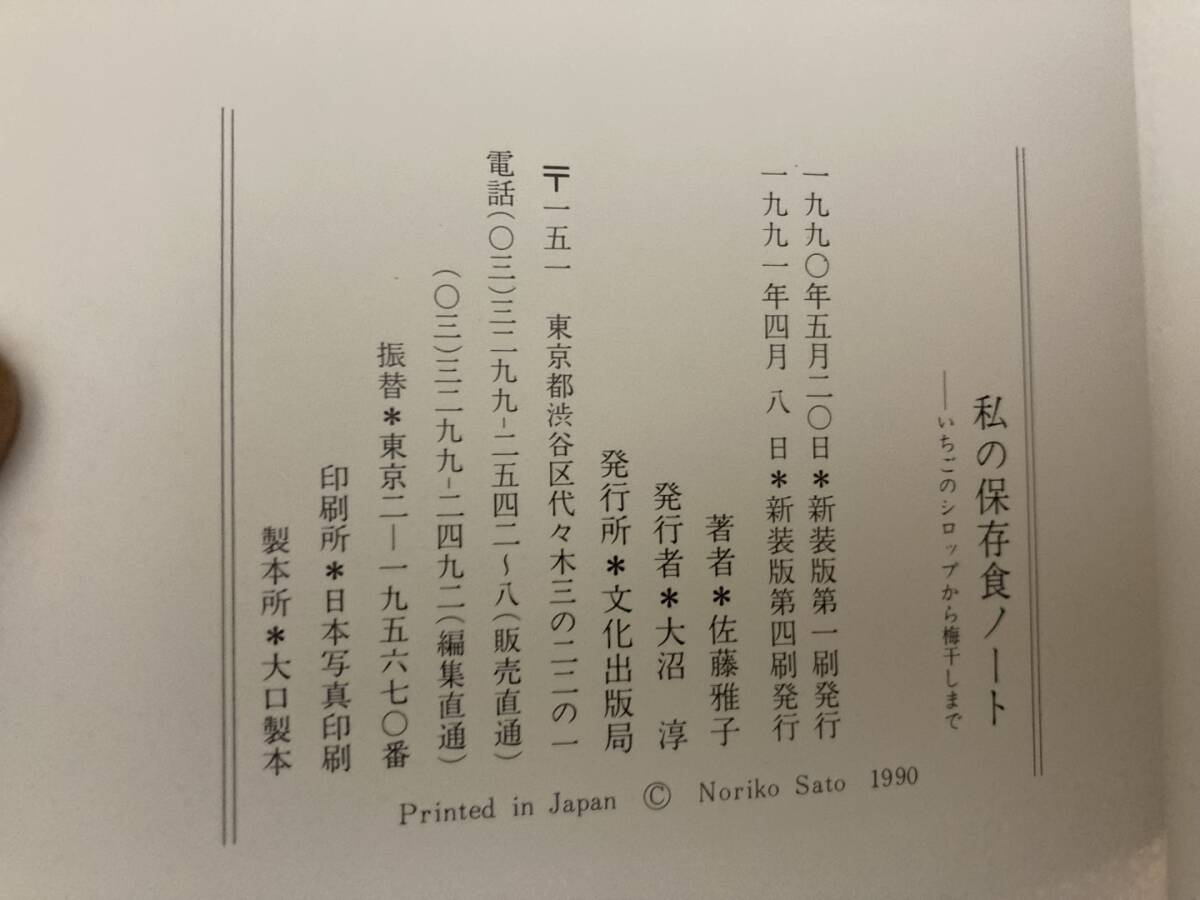 私の保存食ノート
――いちごのシロップから梅干しまで
一九九〇年五月二〇日＊新装版第一刷発行
一九九一年四月 八 日＊新装版第四刷発行
著者＊佐藤雅子
発行者＊大沼 淳
発行所＊文化出版局
〒一五一 東京都渋谷区代々木三の二二の一
電話(〇三)三二九九-二五四二～八(販売直通)
(〇三)三二九九-二四九二(編集直通)
振替＊東京二―一九五六七〇番
印刷所＊日本写真印刷
製本所＊大口製本
Printed in Japan © Noriko Sato 1990